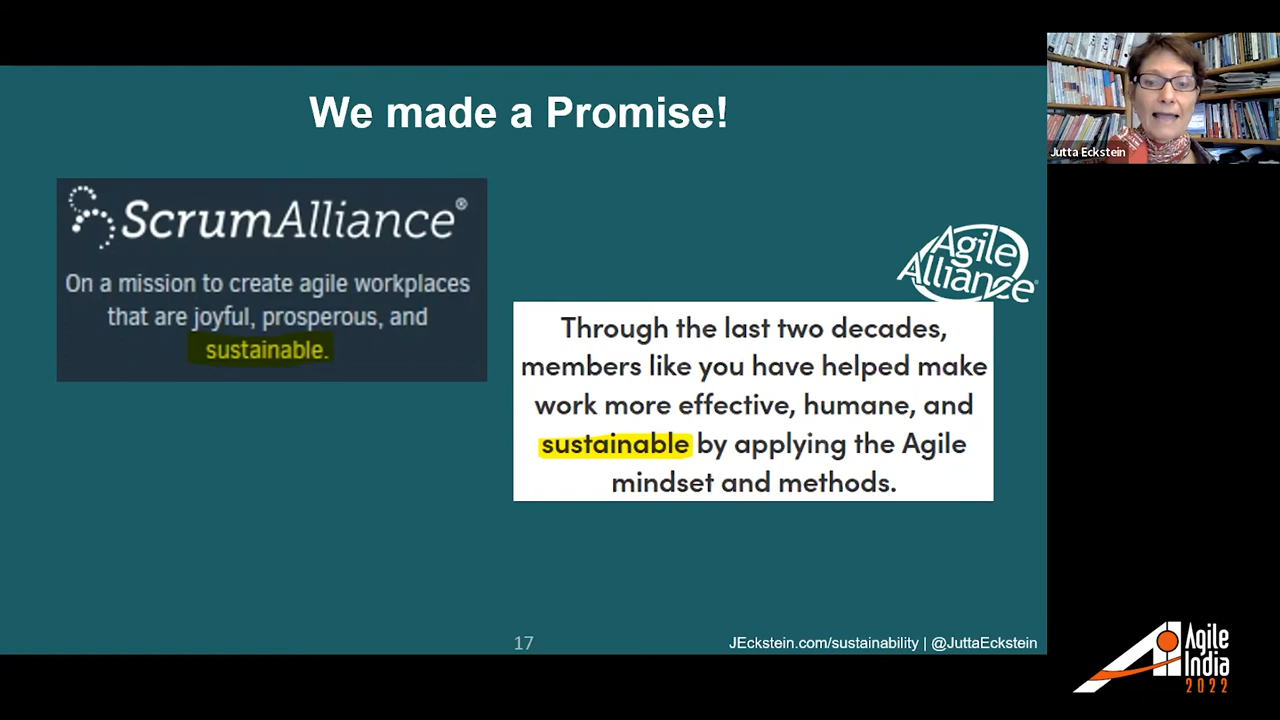 We made a Promise!
ScrumAlliance®
On a mission to create agile workplaces
that are joyful, prosperous, and
sustainable.
Agile
Alliance®
Through the last two decades,
members like you have helped make
work more effective, humane, and
sustainable by applying the Agile
mindset and methods.
17
JEckstein.com/sustainability | @JuttaEckstein
Jutta Eckstein
Agile
India
2022